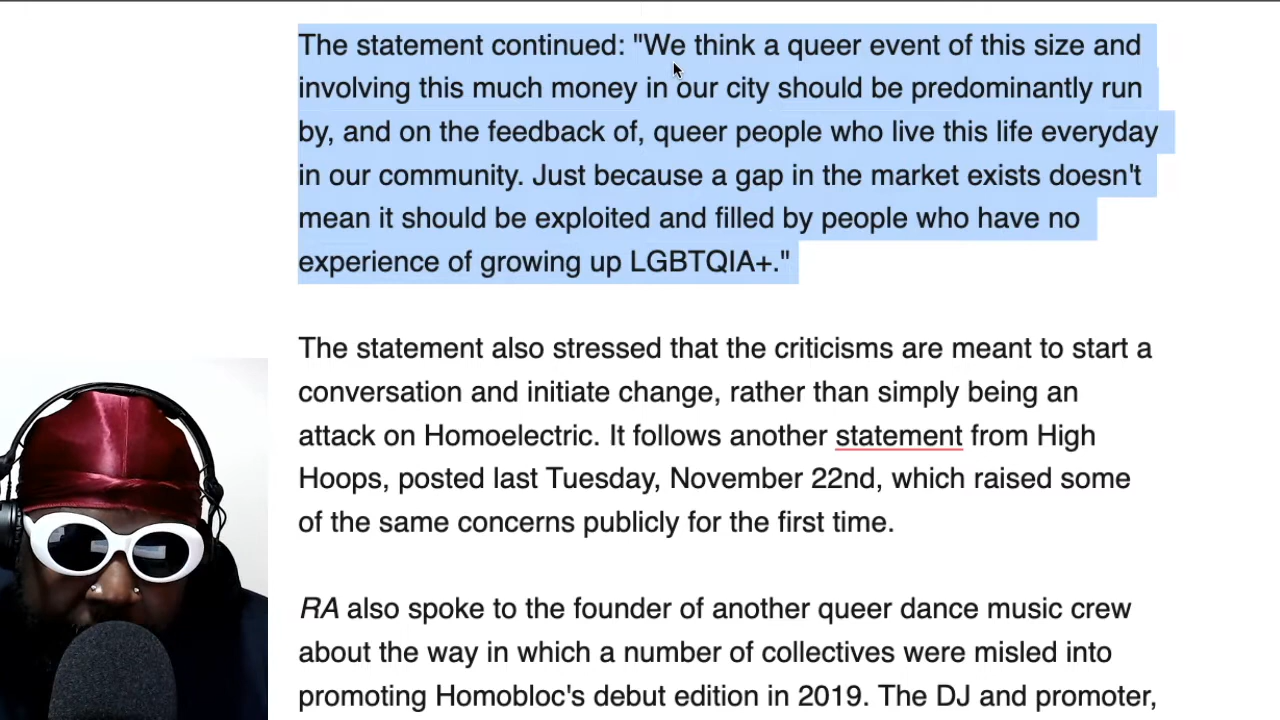 The statement continued: "We think a queer event of this size and
involving this much money in our city should be predominantly run
by, and on the feedback of, queer people who live this life everyday
in our community. Just because a gap in the market exists doesn't
mean it should be exploited and filled by people who have no
experience of growing up LGBTQIA+."
The statement also stressed that the criticisms are meant to start a
conversation and initiate change, rather than simply being an
attack on Homoelectric. It follows another statement from High
Hoops, posted last Tuesday, November 22nd, which raised some
of the same concerns publicly for the first time.
RA also spoke to the founder of another queer dance music crew
about the way in which a number of collectives were misled into
promoting Homobloc's debut edition in 2019. The DJ and promoter,